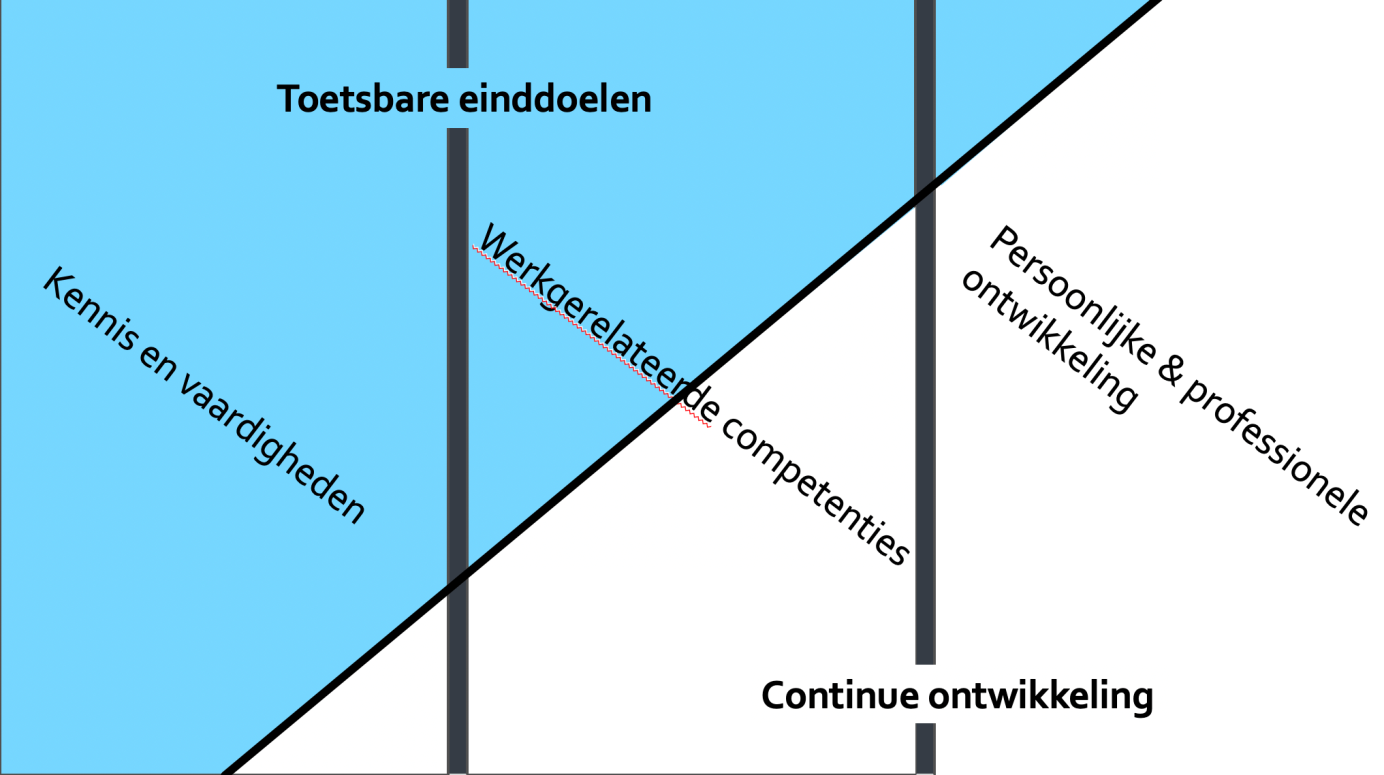 Toetsbare einddoelen
Kennis en vaardigheden
Werkgerelateerde competenties
Persoonlijke & professionele
ontwikkeling
Continue ontwikkeling